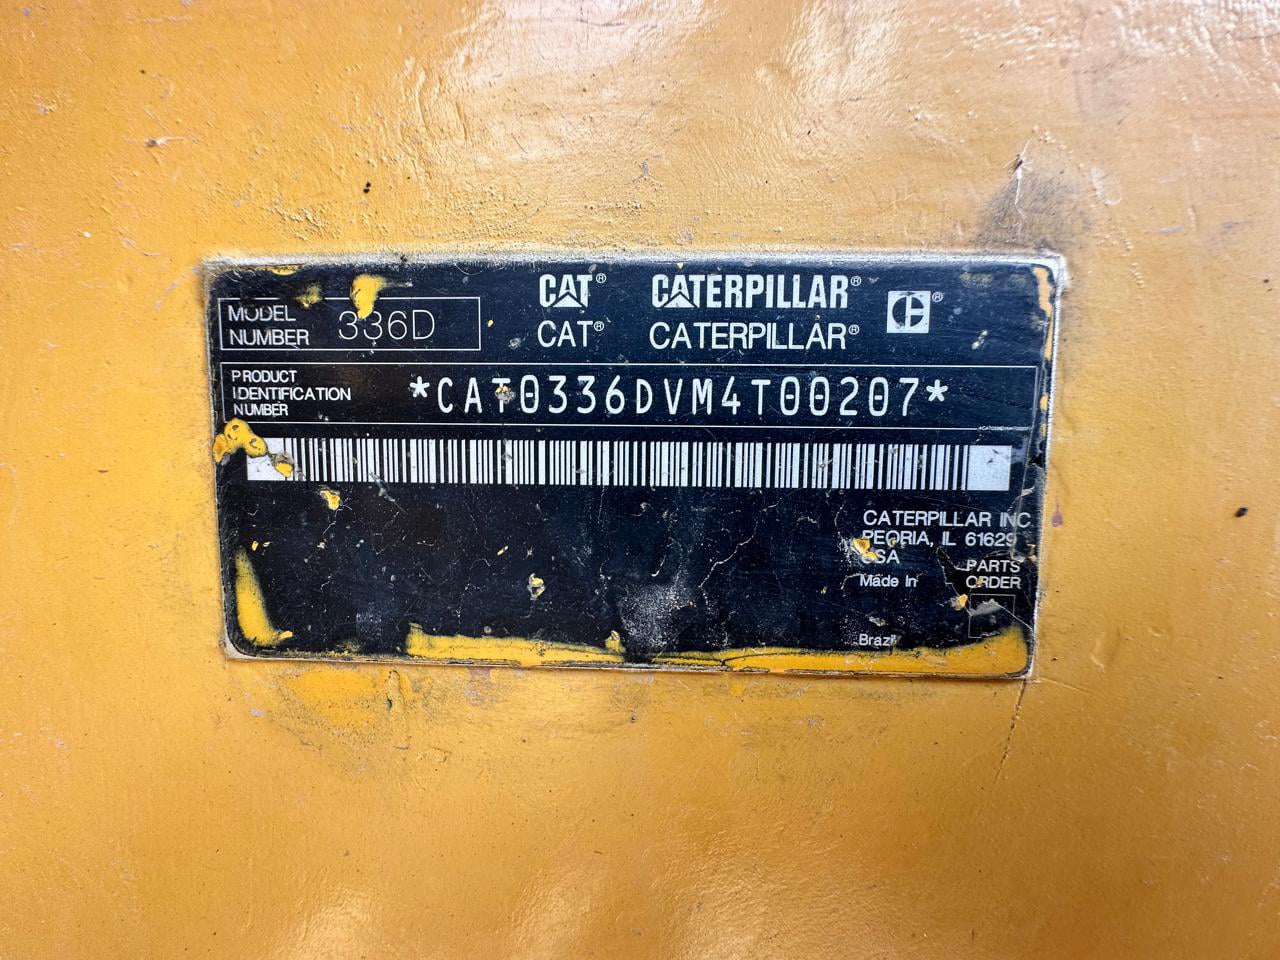 CAT® CATERPILLAR® ®
CAT® CATERPILLAR®
MODEL
NUMBER 336D
PRODUCT
IDENTIFICATION
NUMBER
*CAT0336DVM4T00207*
CATERPILLAR INC
PEORIA, IL 61629
USA
Made In
Brazil
PARTS
ORDER